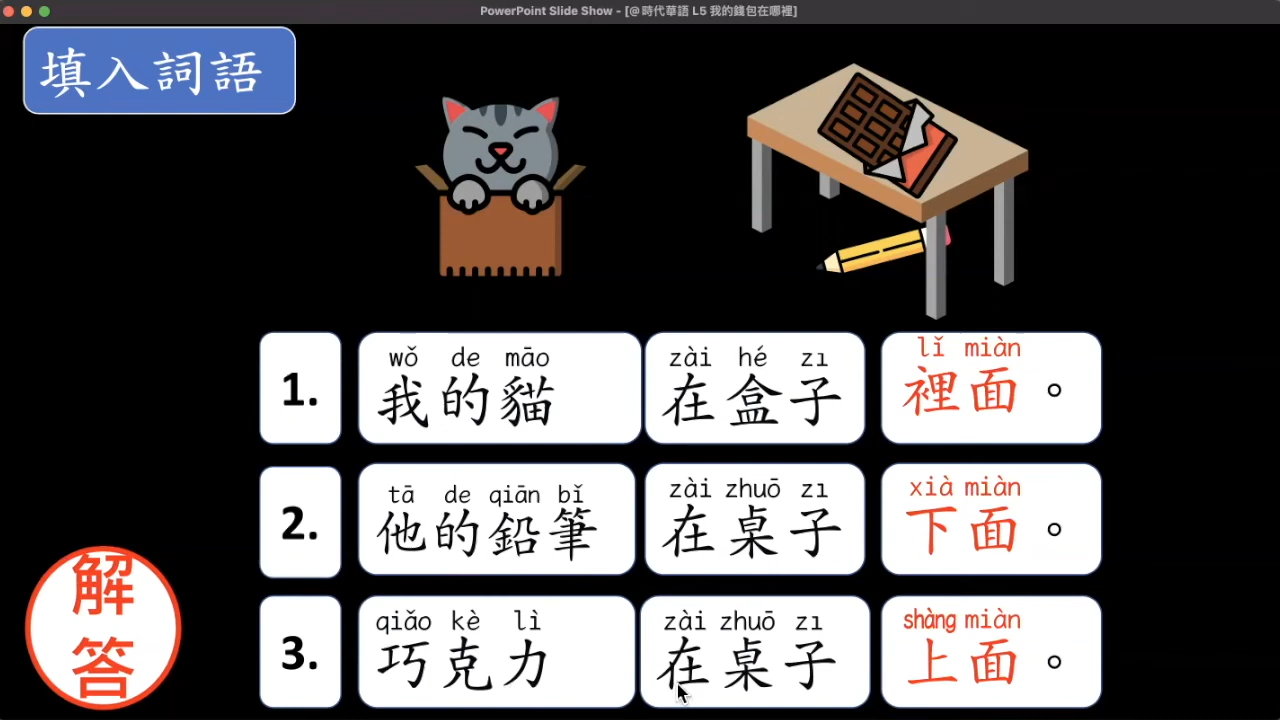 PowerPoint Slide Show - [@時代華語 L5 我的錢包在哪裡]
填入詞語
1.
wǒ de māo
我的貓
zài hé zı
在盒子
lǐ miàn
裡面。
2.
tā de qiān bǐ
他的鉛筆
zài zhuō zı
在桌子
xià miàn
下面。
3.
qiǎo kè lì
巧克力
zài zhuō zı
在桌子
shàng miàn
上面。
解
答